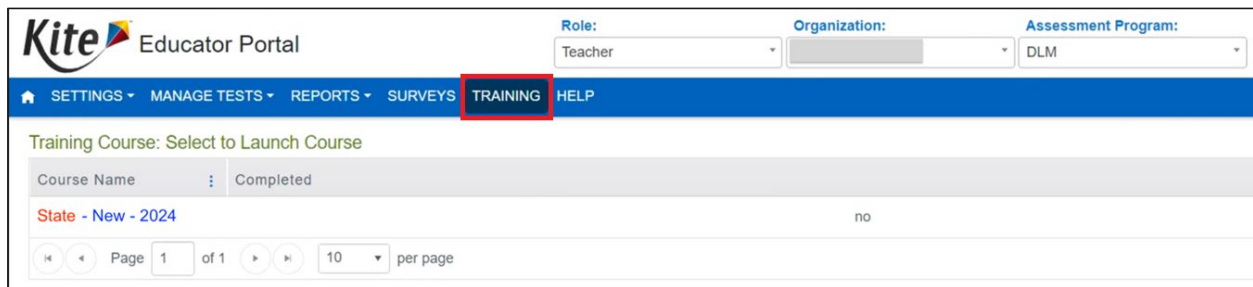 Kite Educator Portal
Role: Organization: Assessment Program:
Teacher DLM
SETTINGS MANAGE TESTS REPORTS SURVEYS TRAINING HELP
Training Course: Select to Launch Course
Course Name Completed
State - New - 2024 no
Page 1 of 1 10 per page